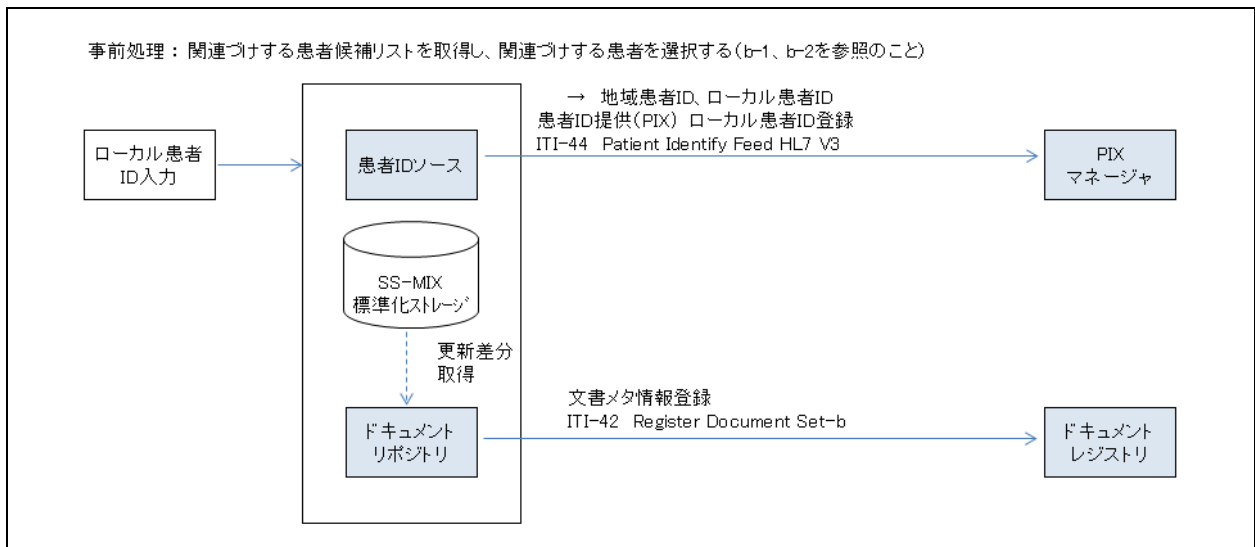 事前処理： 関連づけする患者候補リストを取得し、関連づけする患者を選択する（b-1、b-2を参照のこと）
→ 地域患者ID、ローカル患者ID
患者ID提供（PIX） ローカル患者ID登録
ITI-44 Patient Identify Feed HL7 V3
ローカル患者
ID入力
患者IDソース
PIX
マネージャ
SS-MIX
標準化ストレージ
更新差分
取得
文書メタ情報登録
ITI-42 Register Document Set-b
ドキュメント
リポジトリ
ドキュメント
レジストリ